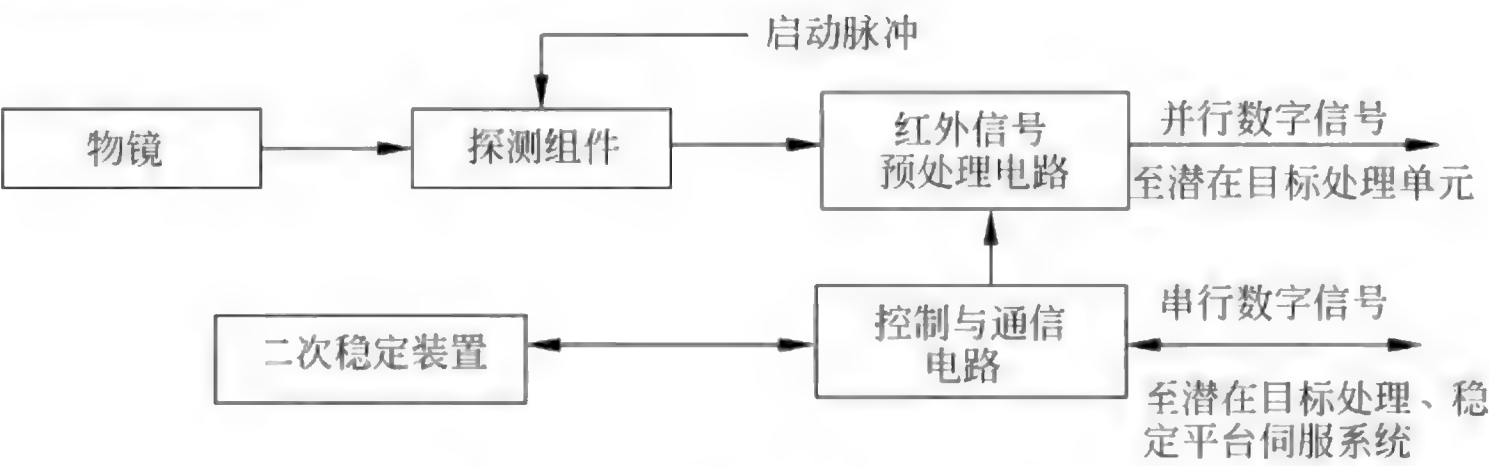 启动脉冲
物镜
探测组件
红外信号
预处理电路
并行数字信号
至潜在目标处理单元
二次稳定装置
控制与通信
电路
串行数字信号
至潜在目标处理、稳
定平台伺服系统